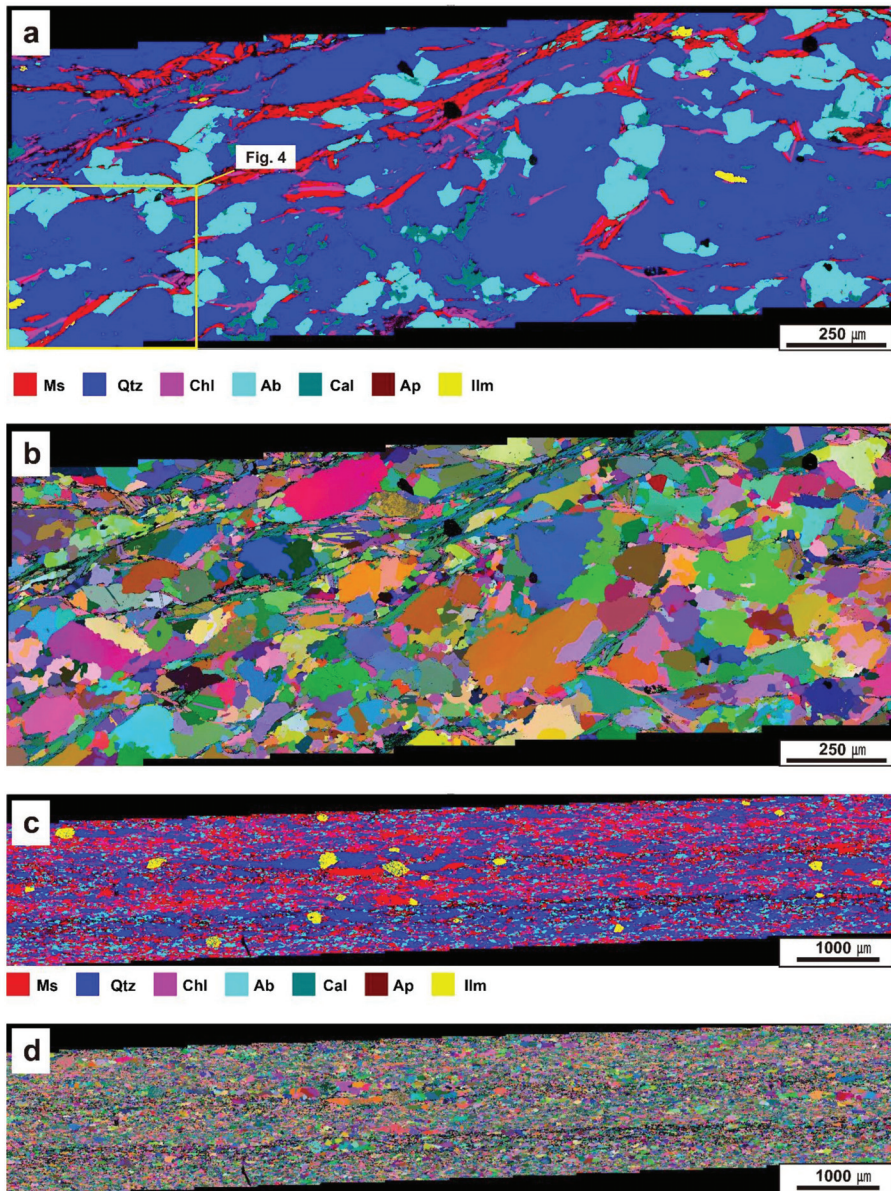 a
Fig. 4
250 μm
Ms Qtz Chl Ab Cal Ap Ilm
b
250 μm
c
1000 μm
Ms Qtz Chl Ab Cal Ap Ilm
d
1000 μm